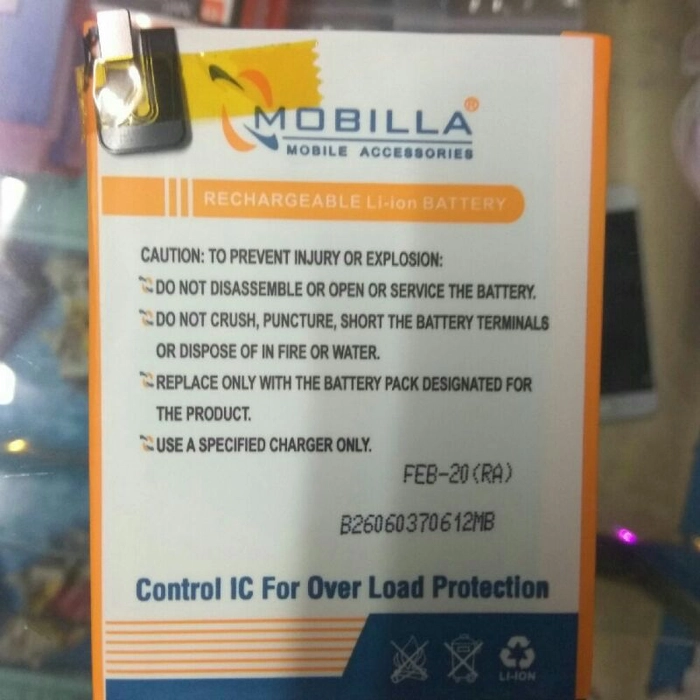 MOBILLA®
MOBILE ACCESSORIES
RECHARGEABLE Li-ion BATTERY
CAUTION: TO PREVENT INJURY OR EXPLOSION:
DO NOT DISASSEMBLE OR OPEN OR SERVICE THE BATTERY.
DO NOT CRUSH, PUNCTURE, SHORT THE BATTERY TERMINALS
OR DISPOSE OF IN FIRE OR WATER.
REPLACE ONLY WITH THE BATTERY PACK DESIGNATED FOR
THE PRODUCT.
USE A SPECIFIED CHARGER ONLY.
FEB-20(RA)
B26060370612MB
Control IC For Over Load Protection
LI-ION